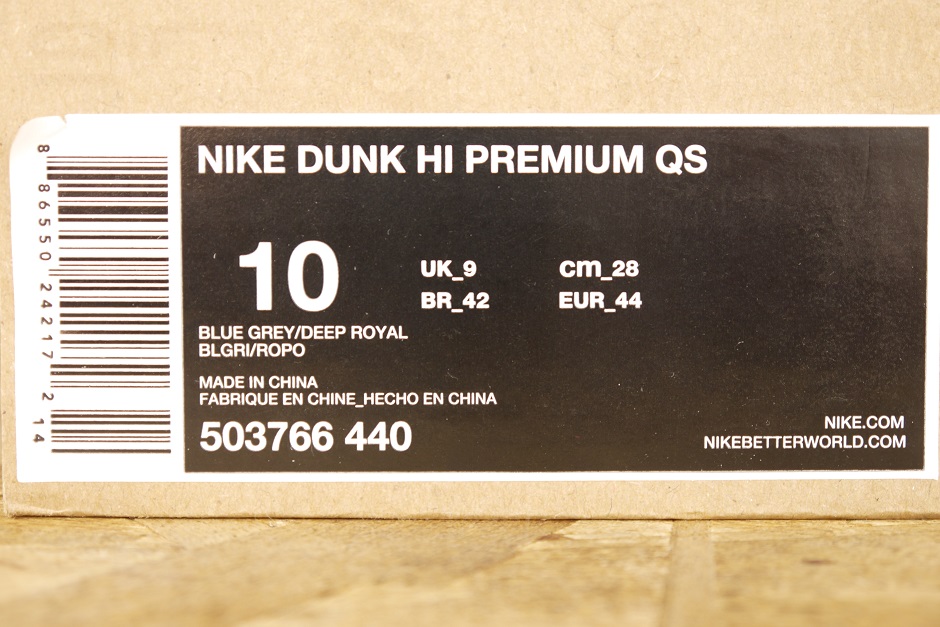 8 86550 24217 2 14
NIKE DUNK HI PREMIUM QS
10
UK_9 cm_28
BR_42 EUR_44
BLUE GREY/DEEP ROYAL
BLGRI/ROPO
MADE IN CHINA
FABRIQUE EN CHINE_HECHO EN CHINA
503766 440
NIKE.COM
NIKEBETTERWORLD.COM